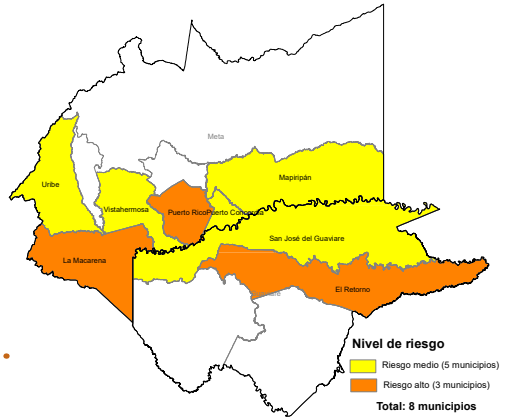 Meta
Mapiripán
Uribe
Vistahermosa
Puerto Rico
Puerto Concordia
San José del Guaviare
La Macarena
El Retorno
Nivel de riesgo
Riesgo medio (5 municipios)
Riesgo alto (3 municipios)
Total: 8 municipios